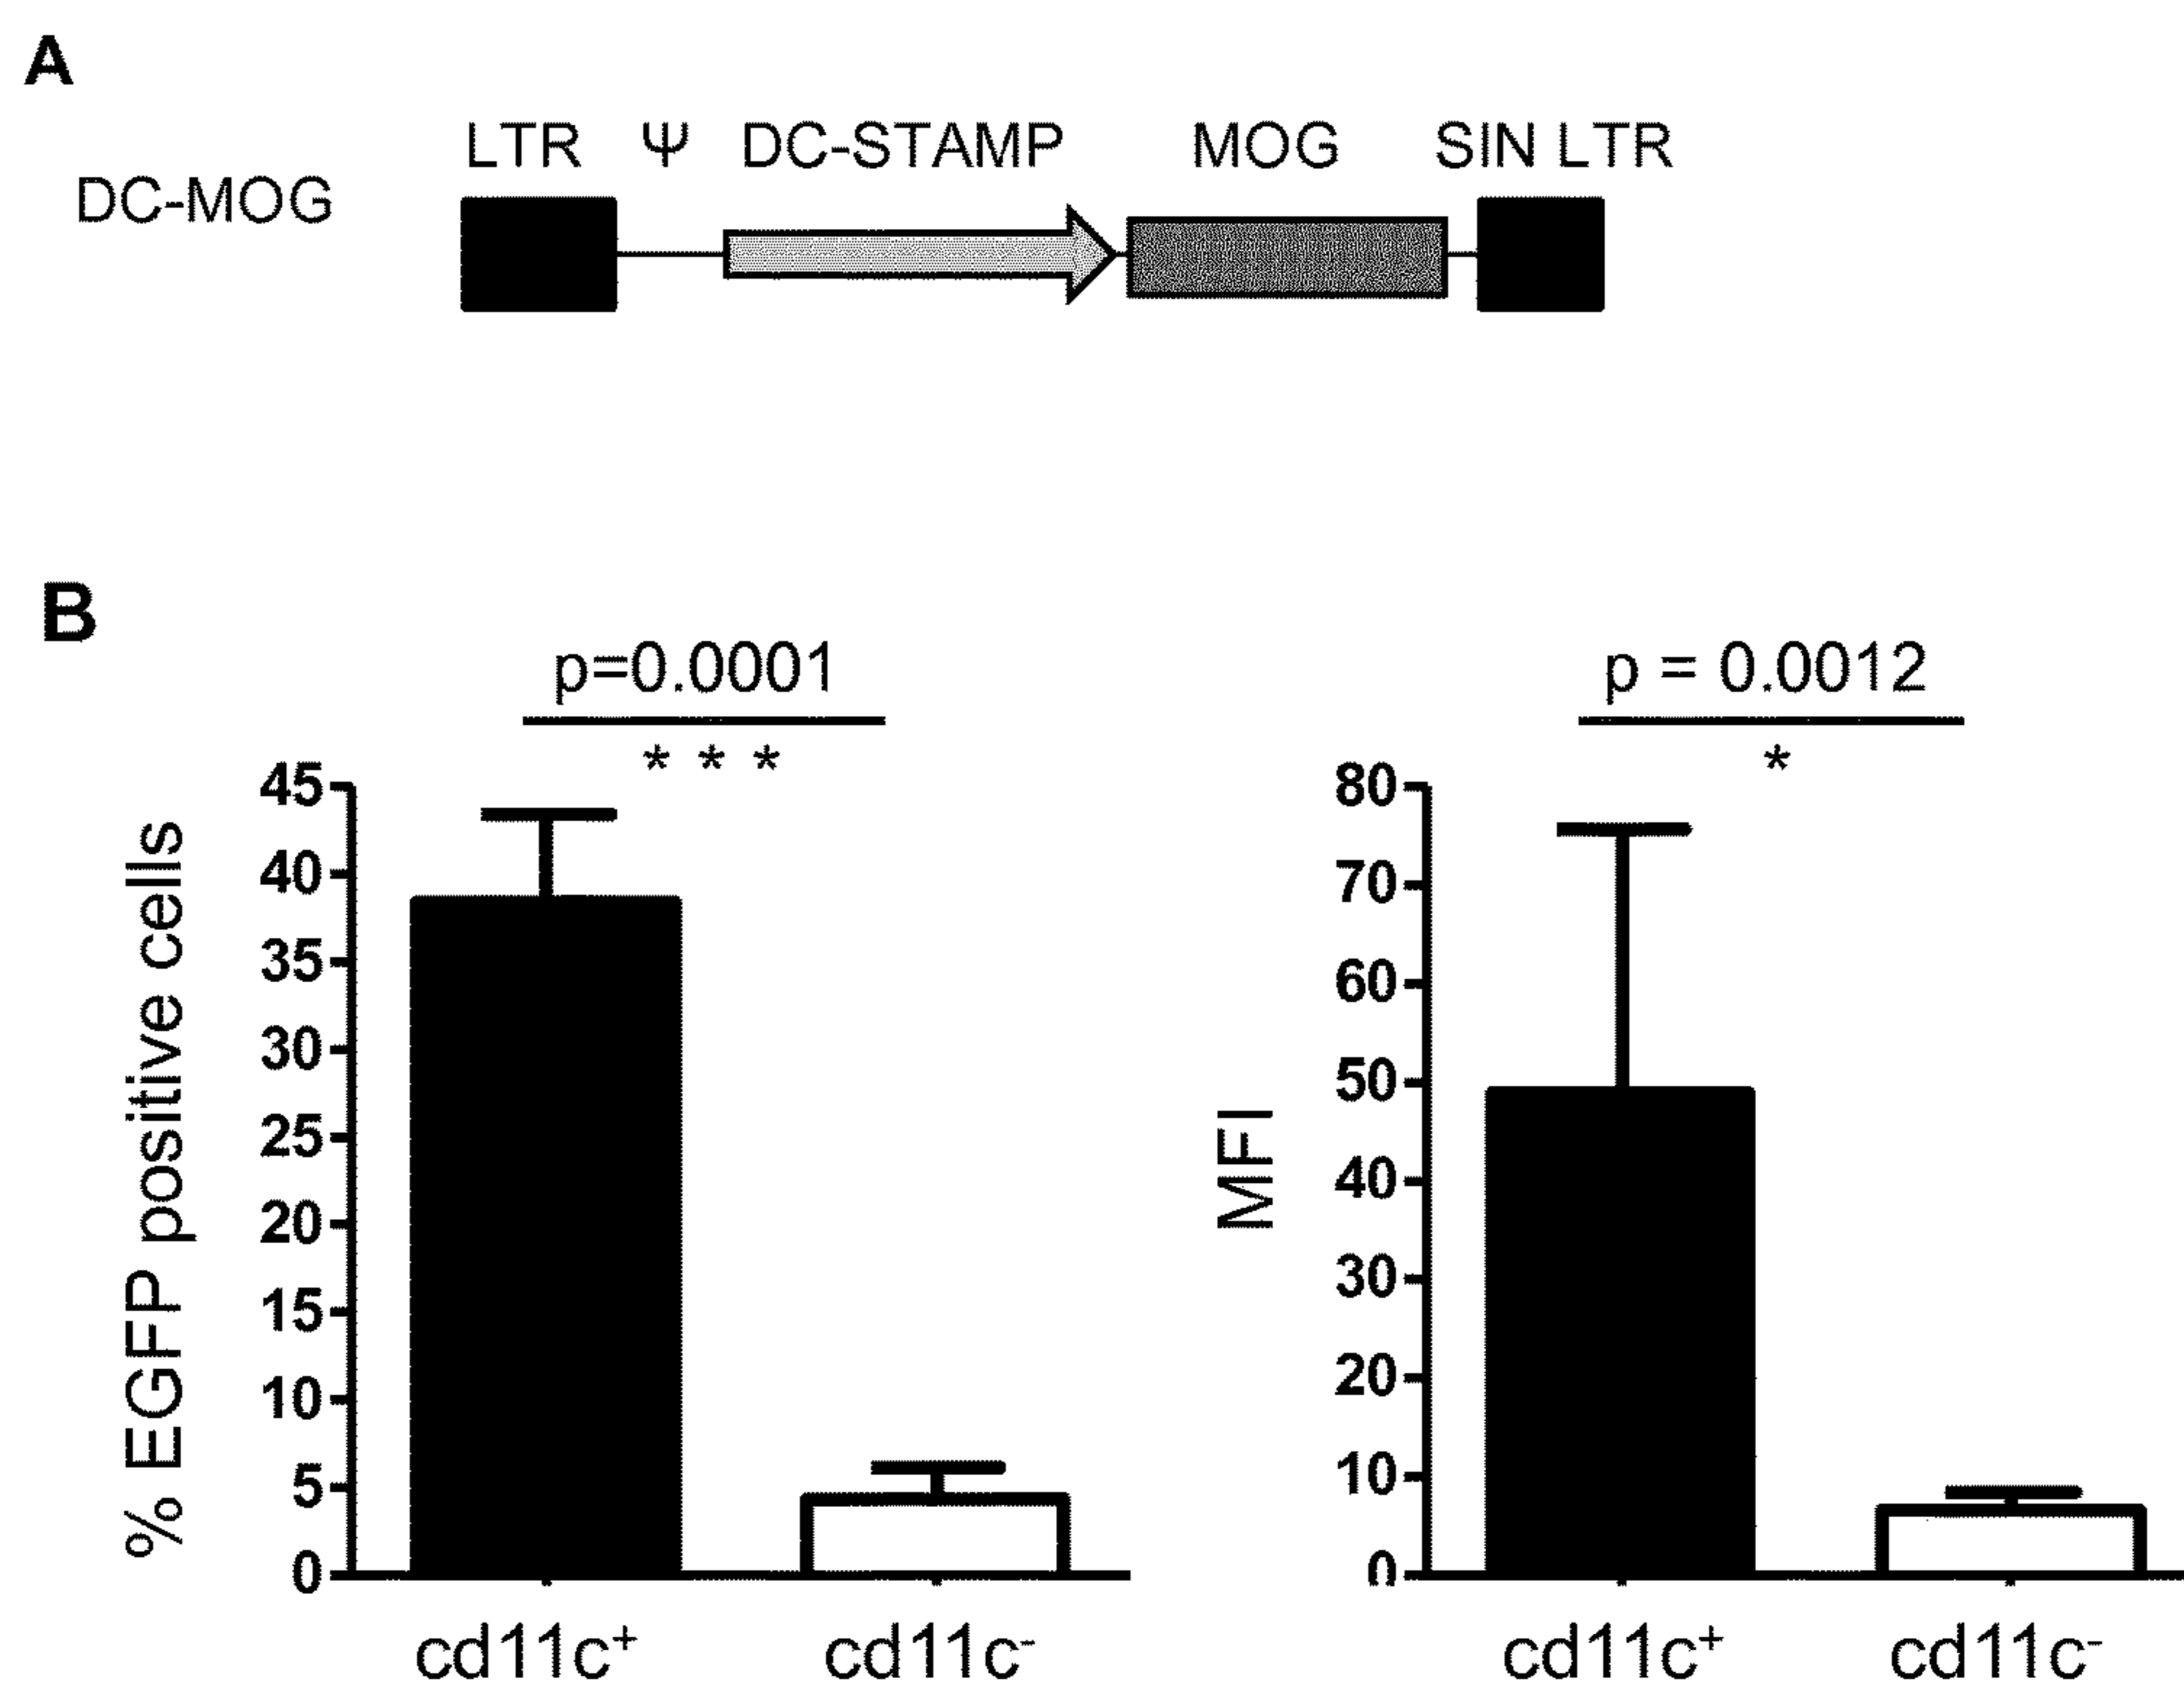 A
LTR Ψ DC-STAMP MOG SIN LTR
DC-MOG
B
p=0.0001
* * *
% EGFP positive cells
45
40
35
30
25
20
15
10
5
0
cd11c⁺ cd11c⁻
p = 0.0012
*
MFI
80
70
60
50
40
30
20
10
0
cd11c⁺ cd11c⁻